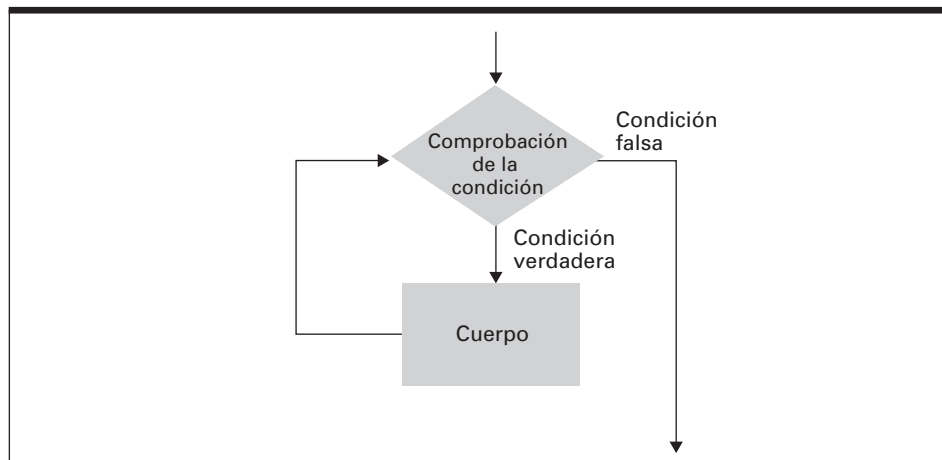 Condición
falsa
Comprobación
de la
condición
Condición
verdadera
Cuerpo